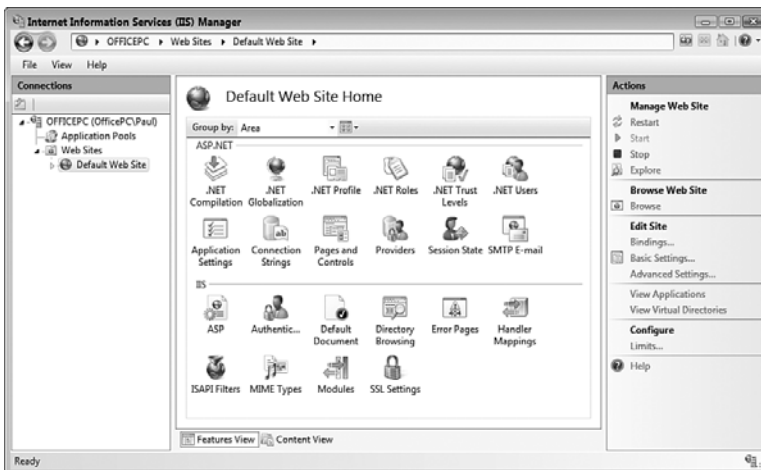 Internet Information Services (IIS) Manager
OFFICEPC Web Sites Default Web Site
File View Help
Connections
OFFICEPC (OfficePC\Paul)
Application Pools
Web Sites
Default Web Site
Default Web Site Home
Group by: Area
ASP.NET
.NET Compilation
.NET Globalization
.NET Profile
.NET Roles
.NET Trust Levels
.NET Users
Application Settings
Connection Strings
Pages and Controls
Providers
Session State
SMTP E-mail
IIS
ASP
Authentic...
Default Document
Directory Browsing
Error Pages
Handler Mappings
ISAPI Filters
MIME Types
Modules
SSL Settings
Features View Content View
Actions
Manage Web Site
Restart
Start
Stop
Explore
Browse Web Site
Browse
Edit Site
Bindings...
Basic Settings...
Advanced Settings...
View Applications
View Virtual Directories
Configure
Limits...
Help
Ready